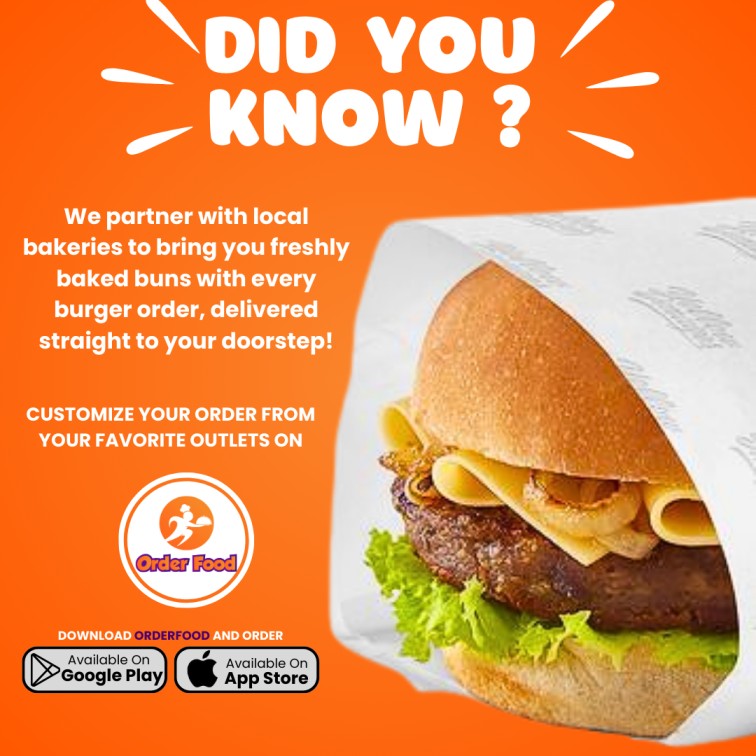 DID YOU
KNOW ?
We partner with local
bakeries to bring you freshly
baked buns with every
burger order, delivered
straight to your doorstep!
CUSTOMIZE YOUR ORDER FROM
YOUR FAVORITE OUTLETS ON
Order Food
DOWNLOAD ORDERFOOD AND ORDER
Available On
Google Play
Available On
App Store